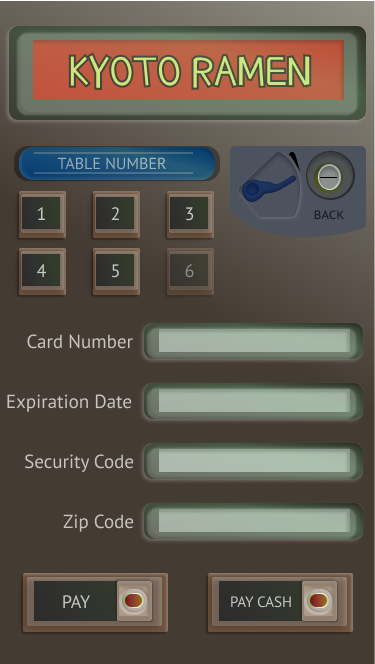 KYOTO RAMEN
TABLE NUMBER
BACK
1 2 3
4 5 6
Card Number
Expiration Date
Security Code
Zip Code
PAY PAY CASH